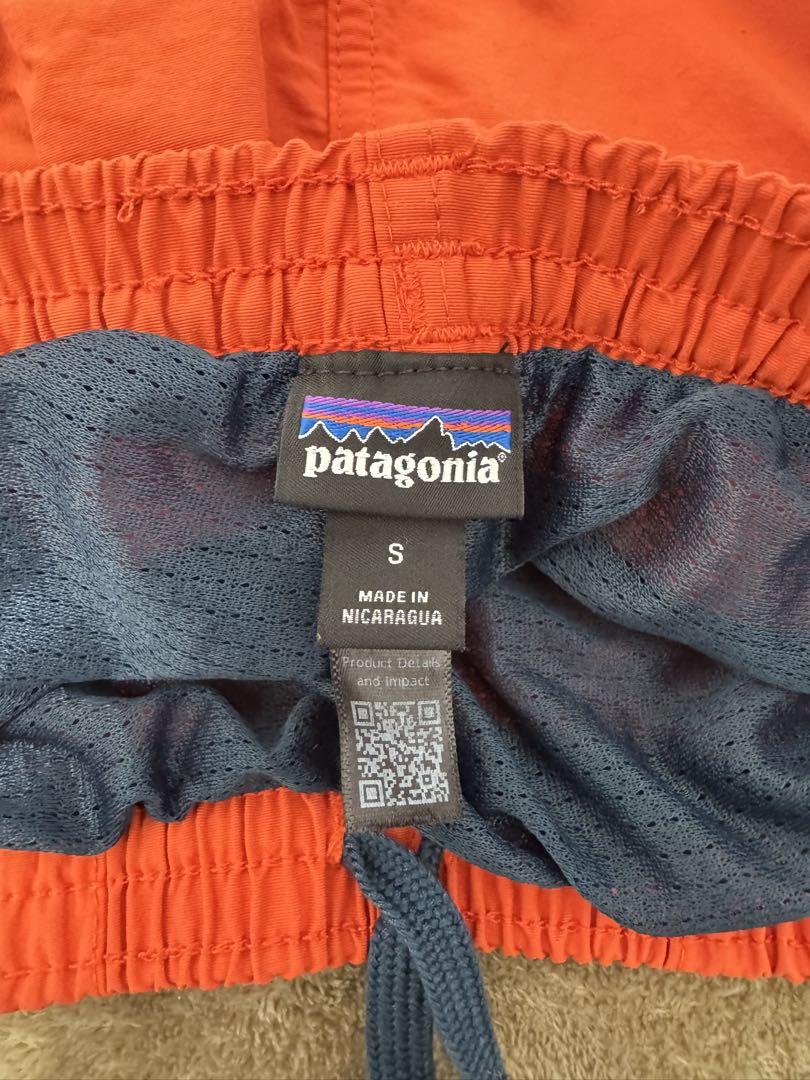 patagonia®
S
MADE IN
NICARAGUA
Product Details
and impact